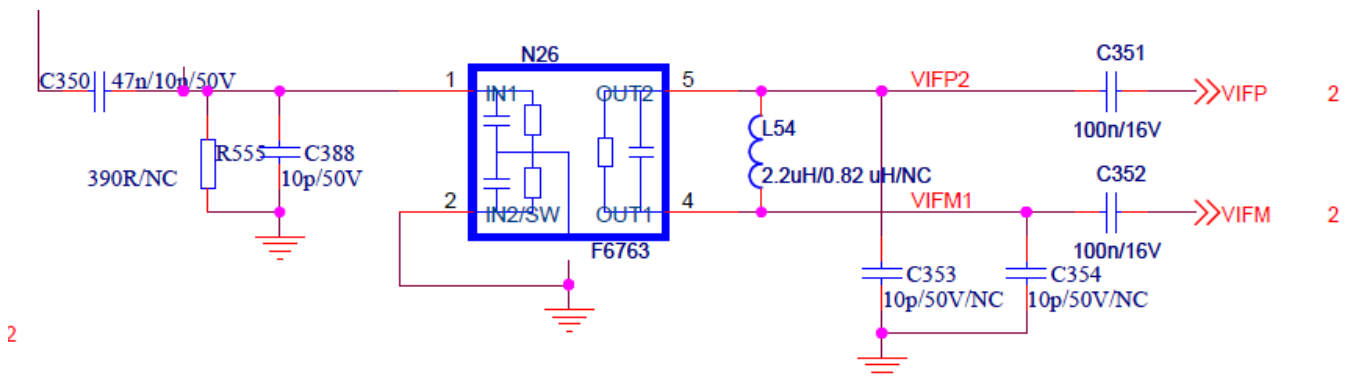 N26
C351
C350 47n/10n/50V
1
IN1
OUT2
5
VIFP2
VIFP 2
L54
100n/16V
R555
C388
390R/NC
10p/50V
2.2uH/0.82 uH/NC
C352
2
IN2/SW
OUT1
4
VIFM1
VIFM 2
F6763
100n/16V
C353
C354
10p/50V/NC
10p/50V/NC
2